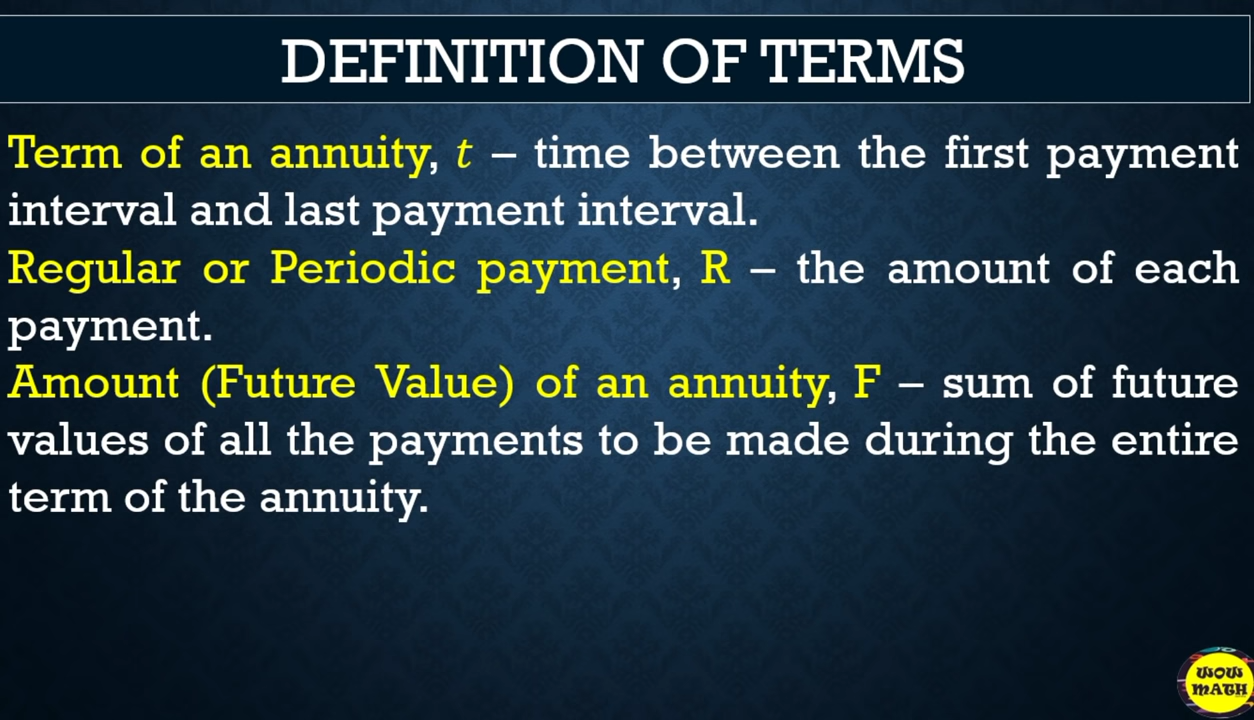 DEFINITION OF TERMS
Term of an annuity, t – time between the first payment
interval and last payment interval.
Regular or Periodic payment, R – the amount of each
payment.
Amount (Future Value) of an annuity, F – sum of future
values of all the payments to be made during the entire
term of the annuity.
WOW
MATH